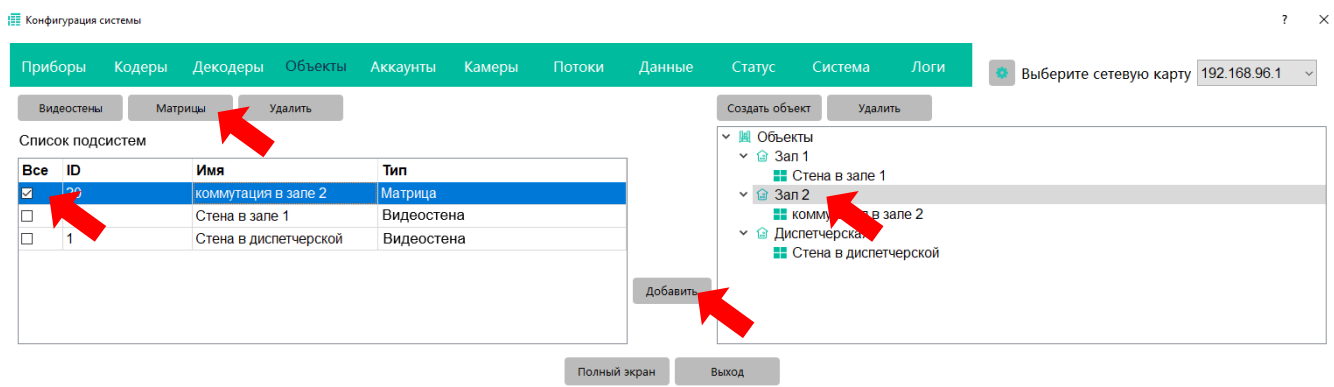 Конфигурация системы
? ×
Приборы Кодеры Декодеры Объекты Аккаунты Камеры Потоки Данные Статус Система Логи
Выберите сетевую карту 192.168.96.1
Видеостены Матрицы Удалить
Создать объект Удалить
Список подсистем
Все ID Имя Тип
коммутация в зале 2 Матрица
Стена в зале 1 Видеостена
1 Стена в диспетчерской Видеостена
Объекты
Зал 1
Стена в зале 1
Зал 2
в зале 2
Стена в диспетчерской
Добавить
Полный экран Выход